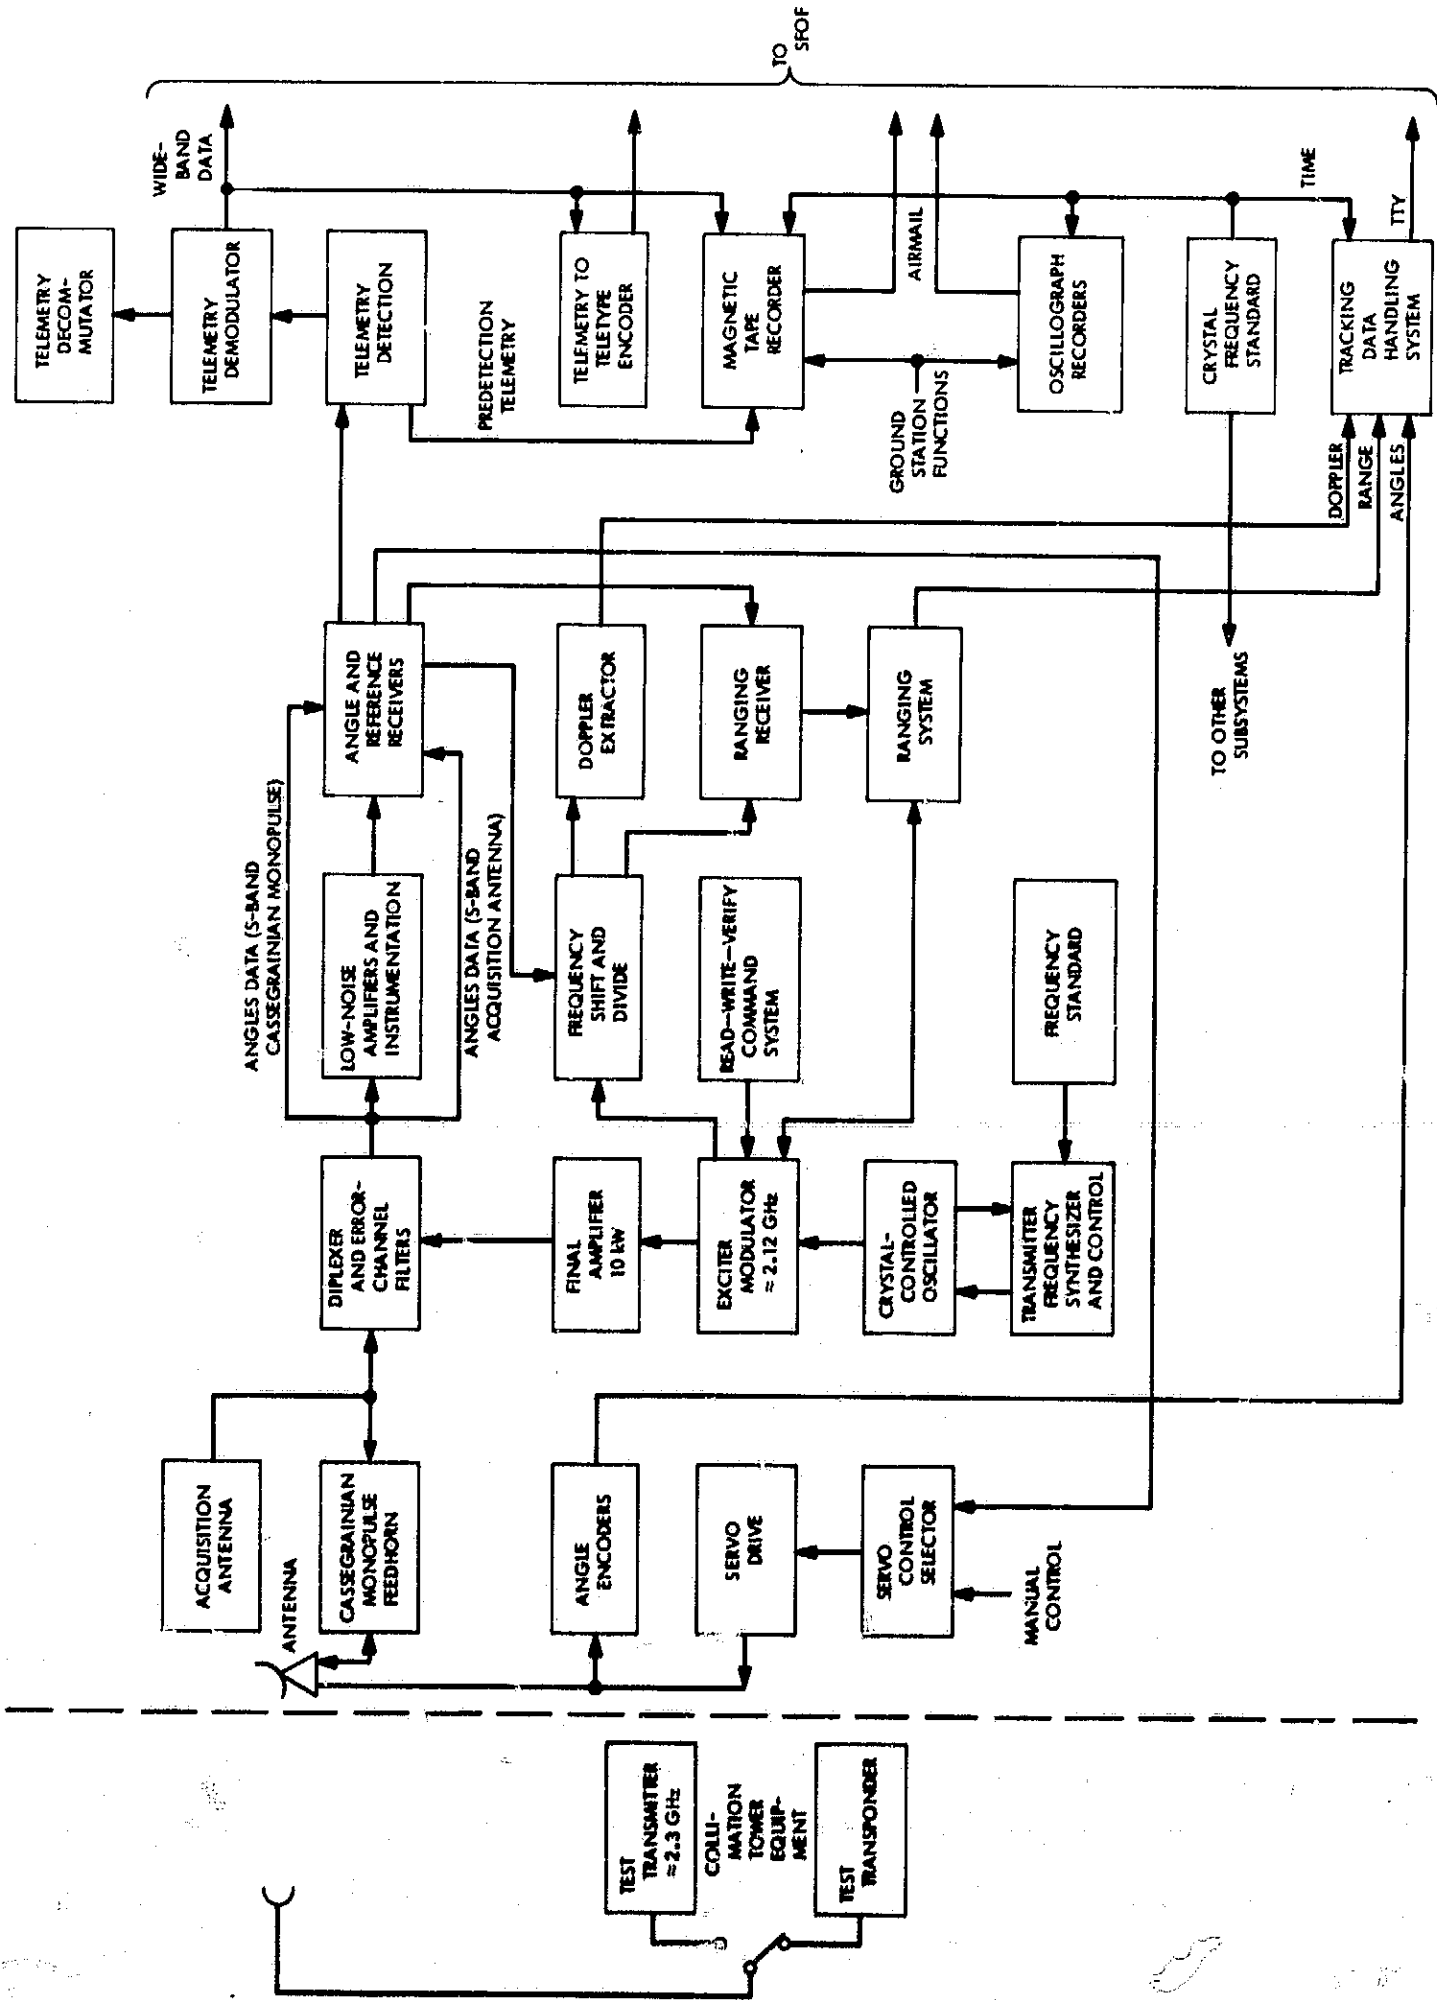 TELEMETRY
DECOM-
MUTATOR
WIDE-
BAND
DATA
TELEMETRY
DEMODULATOR
TELEMETRY
DETECTION
PREDETECTION
TELEMETRY
TELEMETRY TO
TELETYPE
ENCODER
MAGNETIC
TAPE
RECORDER
AIRMAIL
GROUND
STATION
FUNCTIONS
OSCILLOGRAPH
RECORDERS
CRYSTAL
FREQUENCY
STANDARD
TIME
TTY
TRACKING
DATA
HANDLING
SYSTEM
DOPPLER
RANGE
ANGLES
TO
SFOF
ANGLES DATA (S-BAND
CASSEGRAINIAN MONOPULSE)
ANGLE AND
REFERENCE
RECEIVERS
LOW-NOISE
AMPLIFIERS AND
INSTRUMENTATION
ANGLES DATA (S-BAND
ACQUISITION ANTENNA)
DOPPLER
EXTRACTOR
FREQUENCY
SHIFT AND
DIVIDE
RANGING
RECEIVER
READ-WRITE-VERIFY
COMMAND
SYSTEM
RANGING
SYSTEM
TO OTHER
SUBSYSTEMS
FREQUENCY
STANDARD
DIPLEXER
AND ERROR-
CHANNEL
FILTERS
FINAL
AMPLIFIER
10 kW
EXCITER
MODULATOR
≈ 2.12 GHz
CRYSTAL-
CONTROLLED
OSCILLATOR
TRANSMITTER
FREQUENCY
SYNTHESIZER
AND CONTROL
ACQUISITION
ANTENNA
ANTENNA
CASSEGRAINIAN
MONOPULSE
FEEDHORN
ANGLE
ENCODERS
SERVO
DRIVE
SERVO
CONTROL
SELECTOR
MANUAL
CONTROL
TEST
TRANSMITTER
≈2.3 GHz
COLLI-
MATION
TOWER
EQUIP-
MENT
TEST
TRANSPONDER